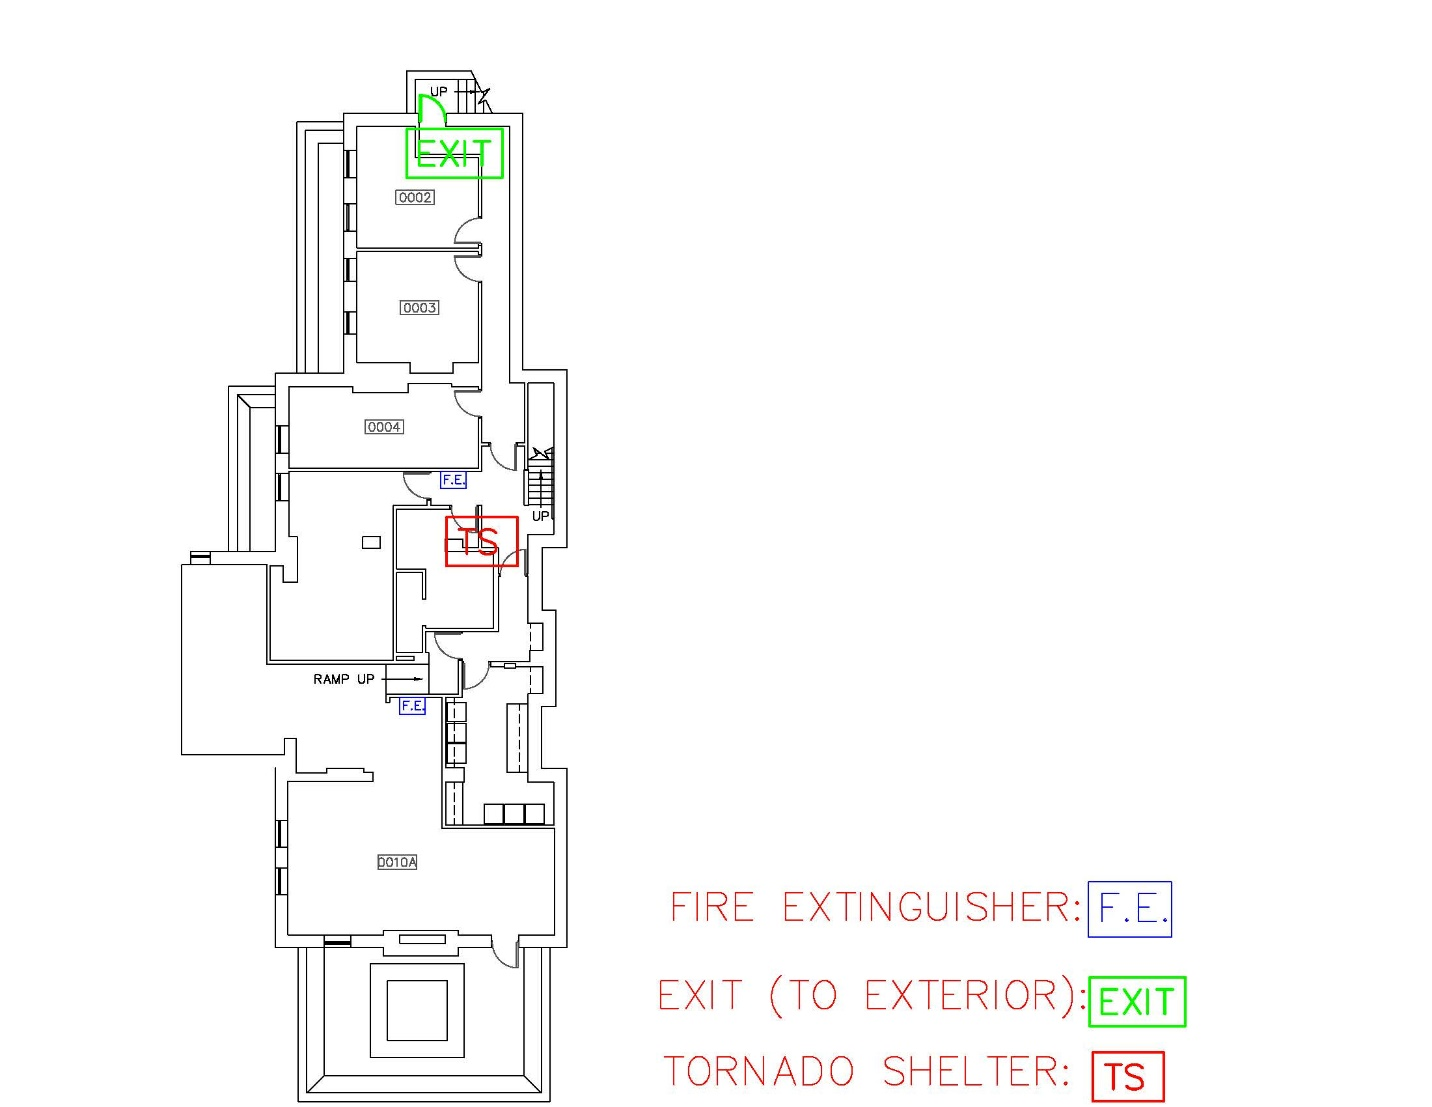 UP
EXIT
0002
0003
0004
F.E.
UP
TS
RAMP UP
F.E.
0010A
FIRE EXTINGUISHER: F.E.
EXIT (TO EXTERIOR): EXIT
TORNADO SHELTER: TS